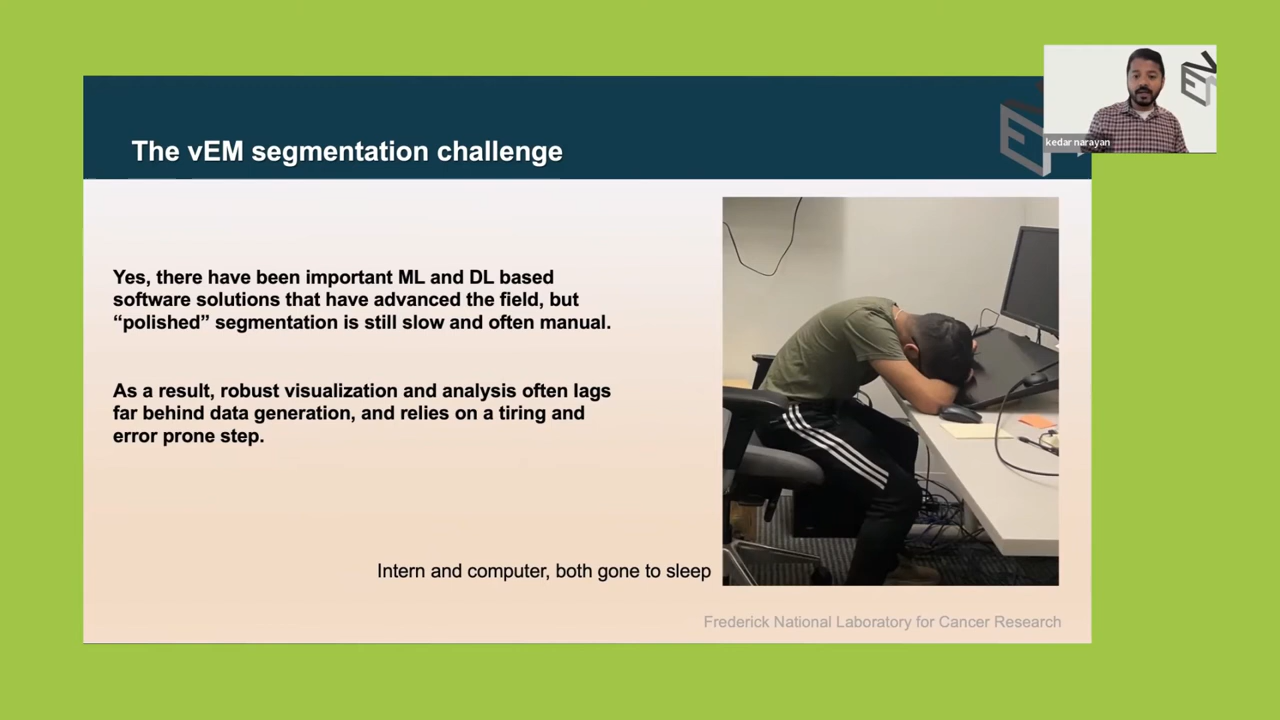 The vEM segmentation challenge
kedar narayan
Yes, there have been important ML and DL based
software solutions that have advanced the field, but
“polished” segmentation is still slow and often manual.
As a result, robust visualization and analysis often lags
far behind data generation, and relies on a tiring and
error prone step.
Intern and computer, both gone to sleep
Frederick National Laboratory for Cancer Research